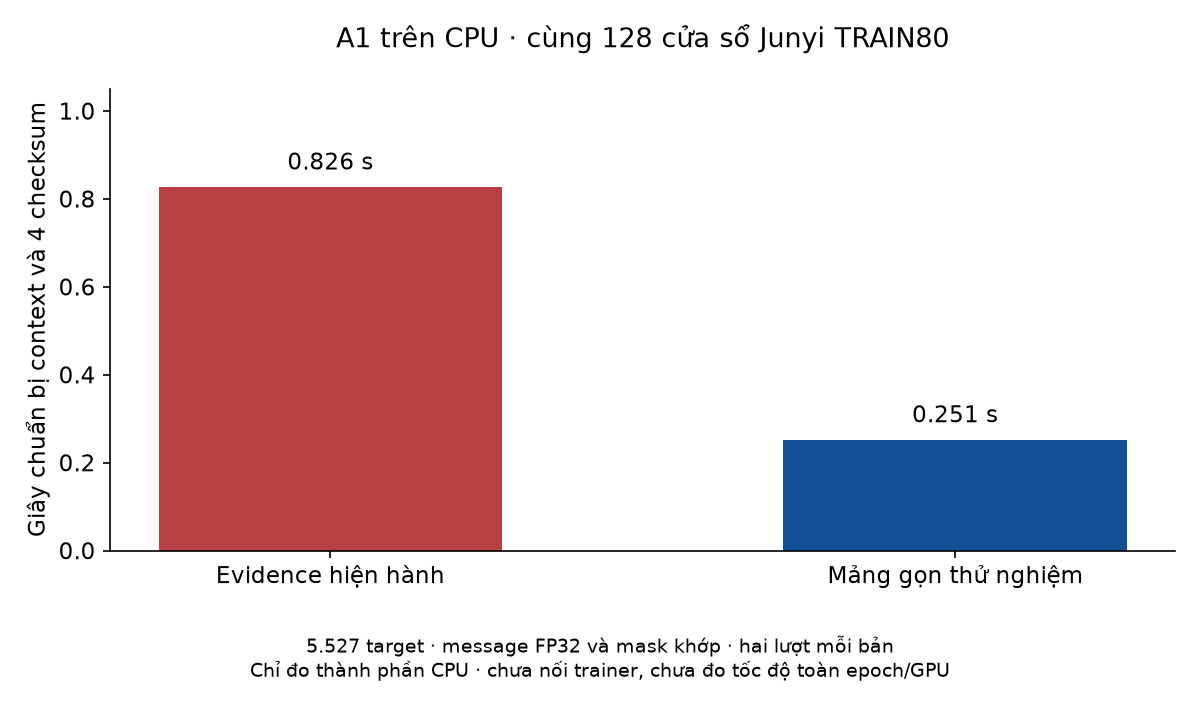 A1 trên CPU · cùng 128 cửa sổ Junyi TRAIN80
Giây chuẩn bị context và 4 checksum
1.0
0.8
0.6
0.4
0.2
0.0
0.826 s
0.251 s
Evidence hiện hành
Mảng gọn thử nghiệm
5.527 target · message FP32 và mask khớp · hai lượt mỗi bản
Chỉ đo thành phần CPU · chưa nối trainer, chưa đo tốc độ toàn epoch/GPU